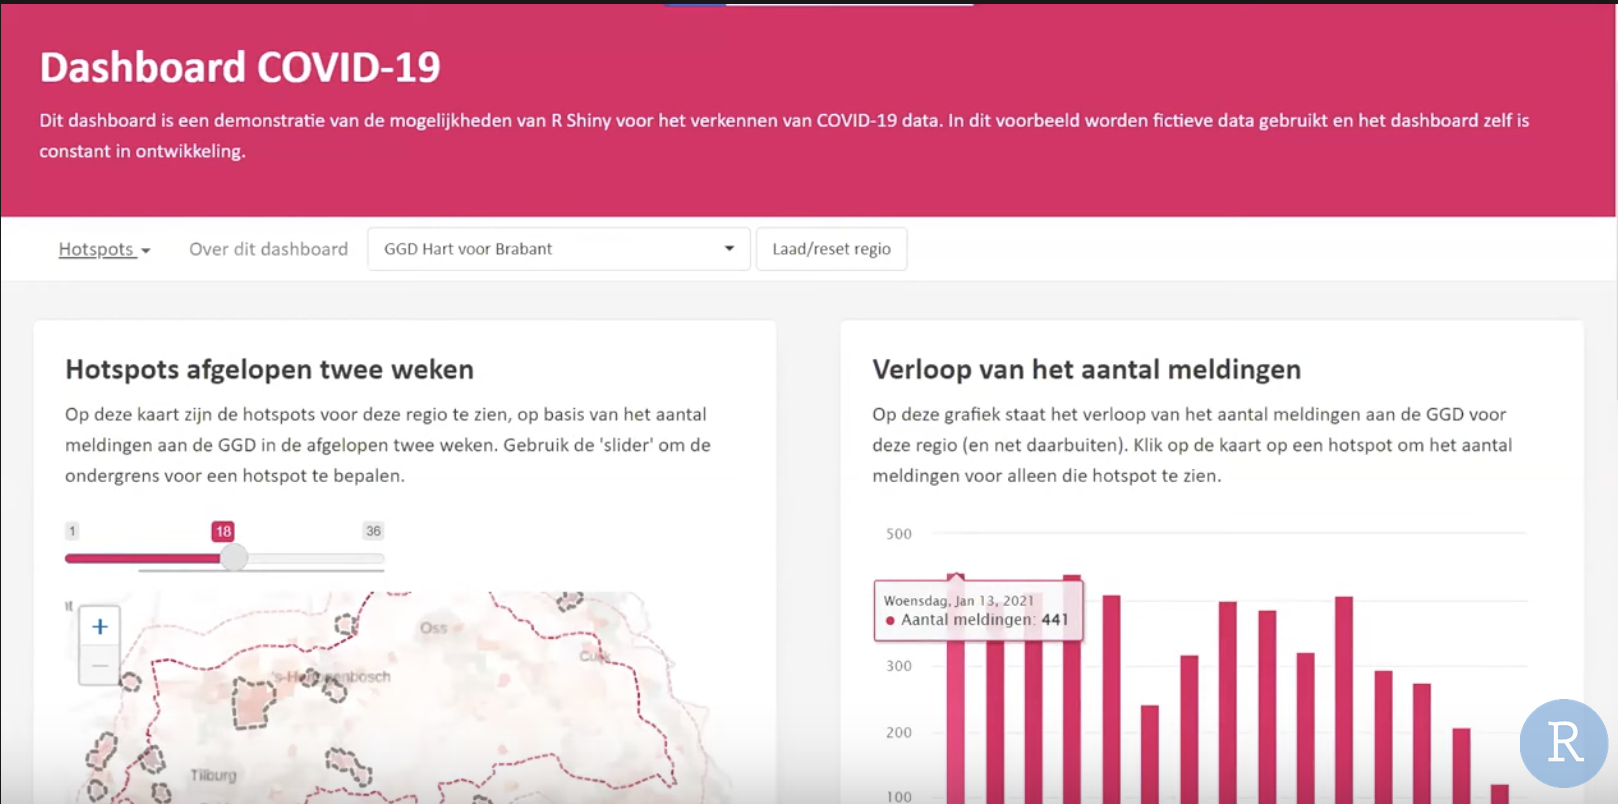 Dashboard COVID-19
Dit dashboard is een demonstratie van de mogelijkheden van R Shiny voor het verkennen van COVID-19 data. In dit voorbeeld worden fictieve data gebruikt en het dashboard zelf is
constant in ontwikkeling.
Hotspots
Over dit dashboard
GGD Hart voor Brabant
Laad/reset regio
Hotspots afgelopen twee weken
Op deze kaart zijn de hotspots voor deze regio te zien, op basis van het aantal
meldingen aan de GGD in de afgelopen twee weken. Gebruik de 'slider' om de
ondergrens voor een hotspot te bepalen.
1
18
36
+
−
Oss
Tilburg
Verloop van het aantal meldingen
Op deze grafiek staat het verloop van het aantal meldingen aan de GGD voor
deze regio (en net daarbuiten). Klik op de kaart op een hotspot om het aantal
meldingen voor alleen die hotspot te zien.
500
Woensdag, Jan 13, 2021
Aantal meldingen: 441
300
200
100
R